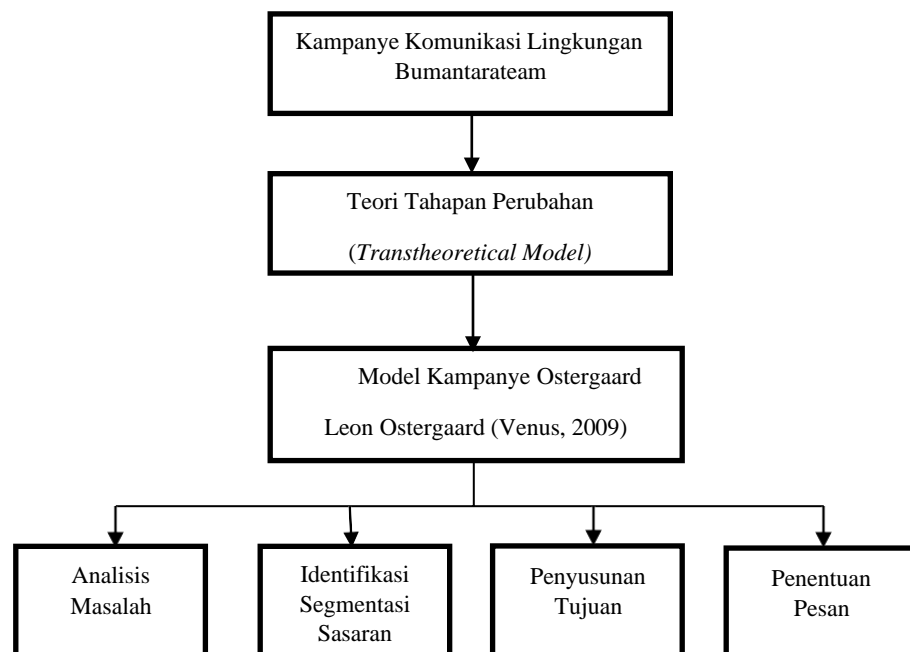 Kampanye Komunikasi Lingkungan
Bumantarateam
Teori Tahapan Perubahan
(Transtheoretical Model)
Model Kampanye Ostergaard
Leon Ostergaard (Venus, 2009)
Analisis
Masalah
Identifikasi
Segmentasi
Sasaran
Penyusunan
Tujuan
Penentuan
Pesan